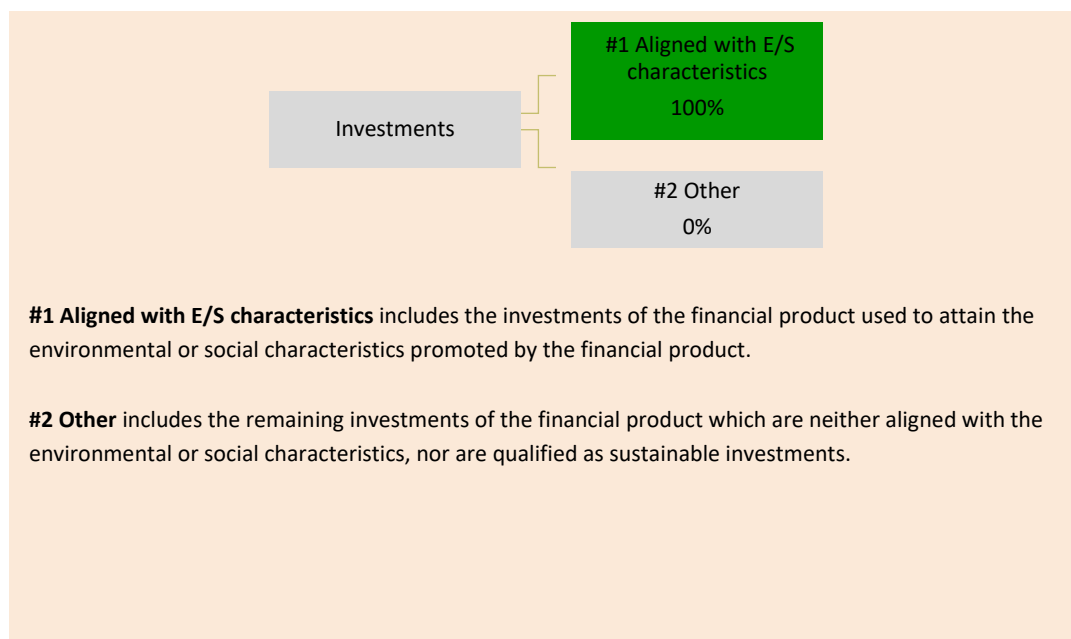 #1 Aligned with E/S
characteristics
100%
Investments
#2 Other
0%
#1 Aligned with E/S characteristics includes the investments of the financial product used to attain the
environmental or social characteristics promoted by the financial product.
#2 Other includes the remaining investments of the financial product which are neither aligned with the
environmental or social characteristics, nor are qualified as sustainable investments.